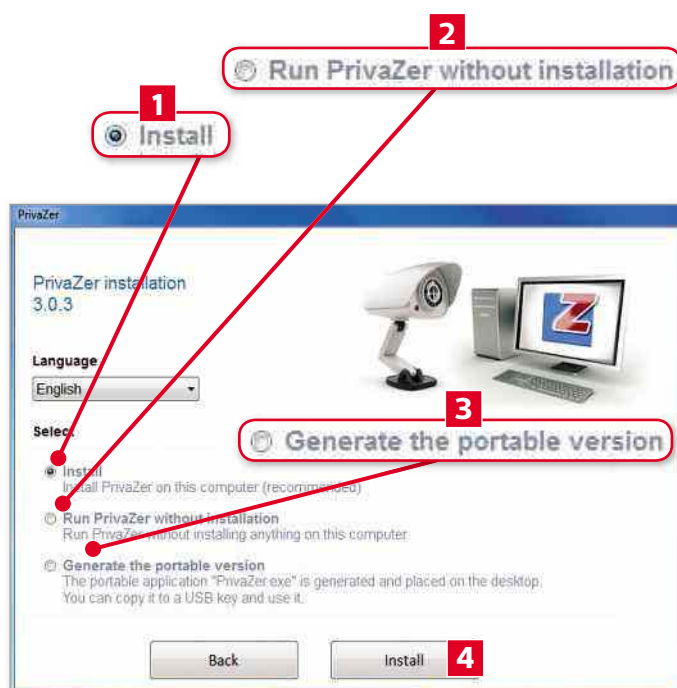 2
Run PrivaZer without installation
1
Install
PrivaZer
PrivaZer installation
3.0.3
Z
Language
English
3
Select
Generate the portable version
Install
Install PrivaZer on this computer (recommended)
Run PrivaZer without installation
Run PrivaZer without installing anything on this computer
Generate the portable version
The portable application "PrivaZer.exe" is generated and placed on the desktop.
You can copy it to a USB key and use it.
Back
Install
4